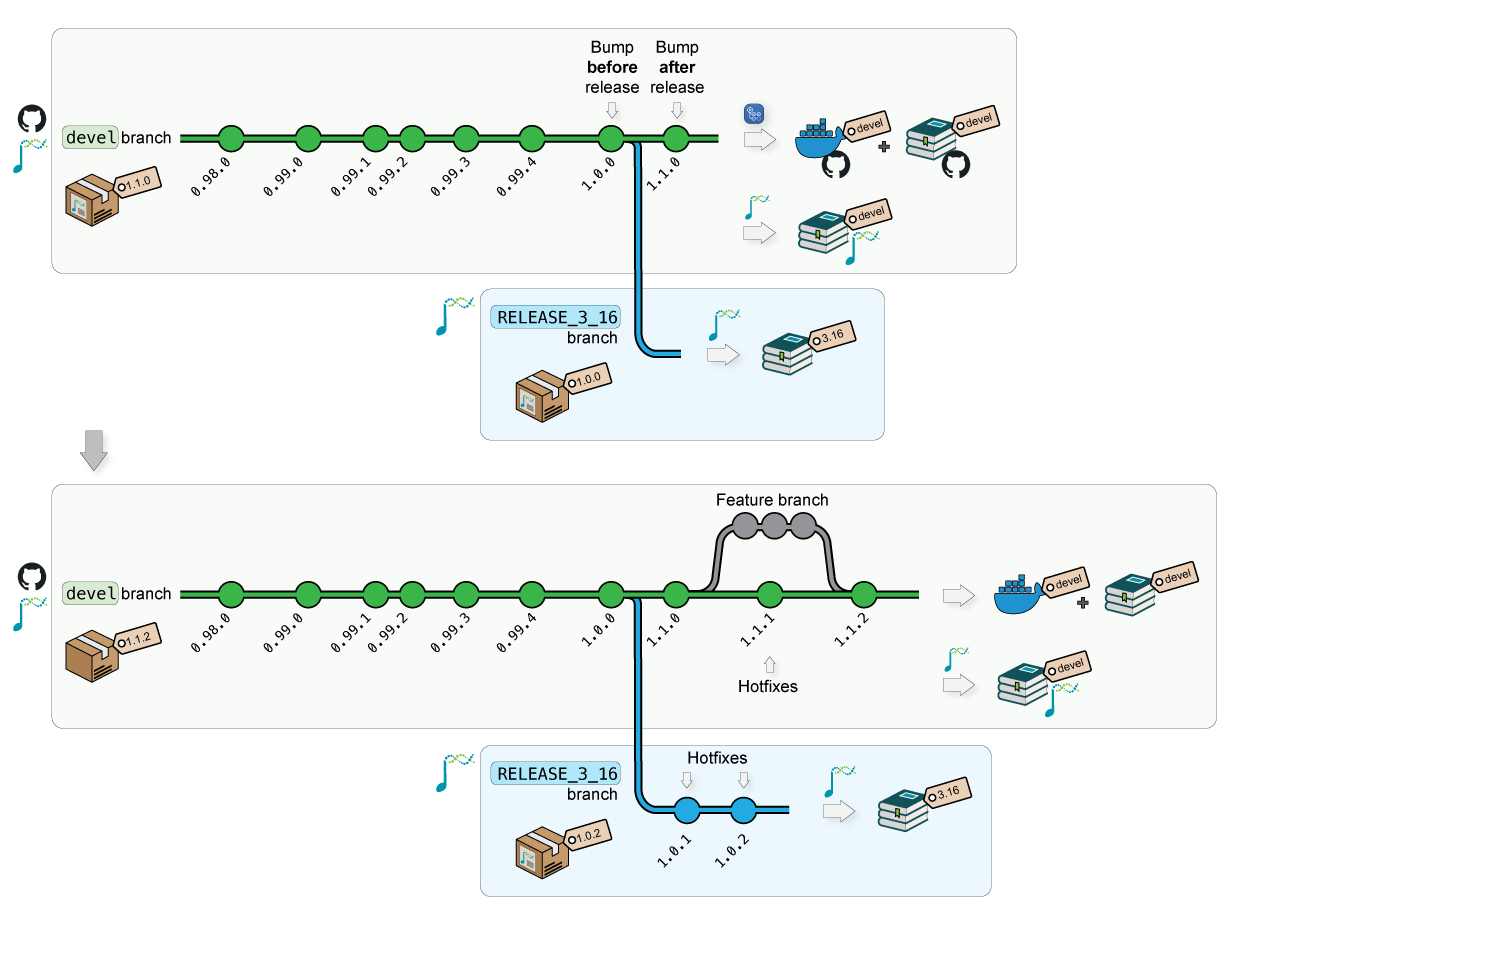 Bump
before
release
Bump
after
release
devel branch
devel
devel
0.98.0
0.99.0
0.99.1
0.99.2
0.99.3
0.99.4
1.0.0
1.1.0
1.1.0
devel
RELEASE_3_16
branch
3.16
1.0.0
Feature branch
devel branch
devel
devel
0.98.0
0.99.0
0.99.1
0.99.2
0.99.3
0.99.4
1.0.0
1.1.0
1.1.1
1.1.2
1.1.2
devel
Hotfixes
Hotfixes
RELEASE_3_16
branch
3.16
1.0.2
1.0.1
1.0.2